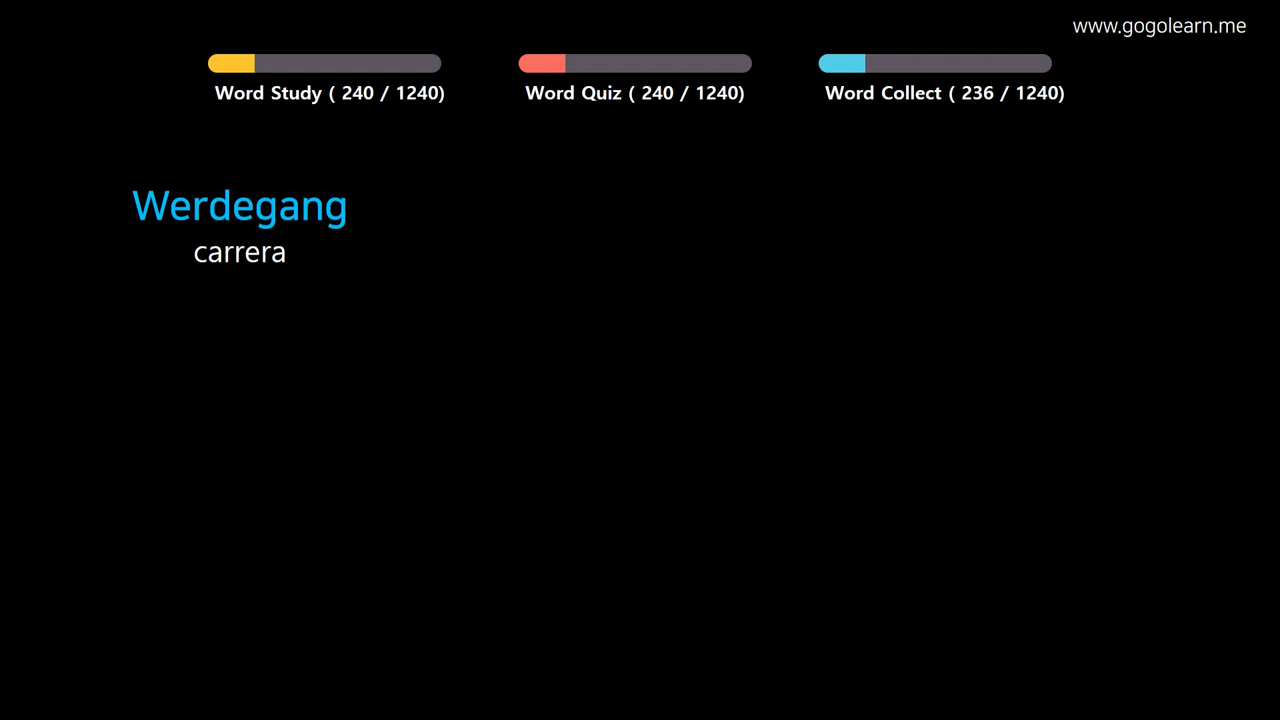 www.gogolearn.me
Word Study ( 240 / 1240)
Word Quiz ( 240 / 1240)
Word Collect ( 236 / 1240)
Werdegang
carrera